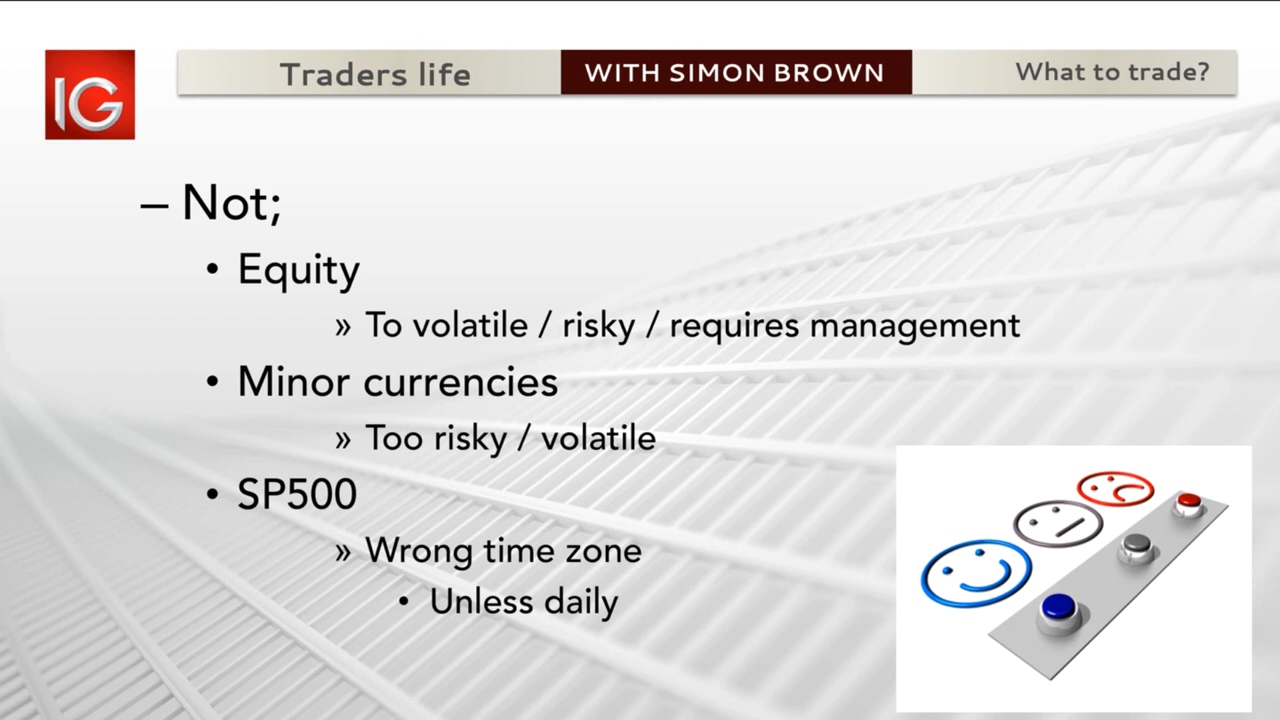 IG
Traders life
WITH SIMON BROWN
What to trade?
– Not;
• Equity
» To volatile / risky / requires management
• Minor currencies
» Too risky / volatile
• SP500
» Wrong time zone
• Unless daily